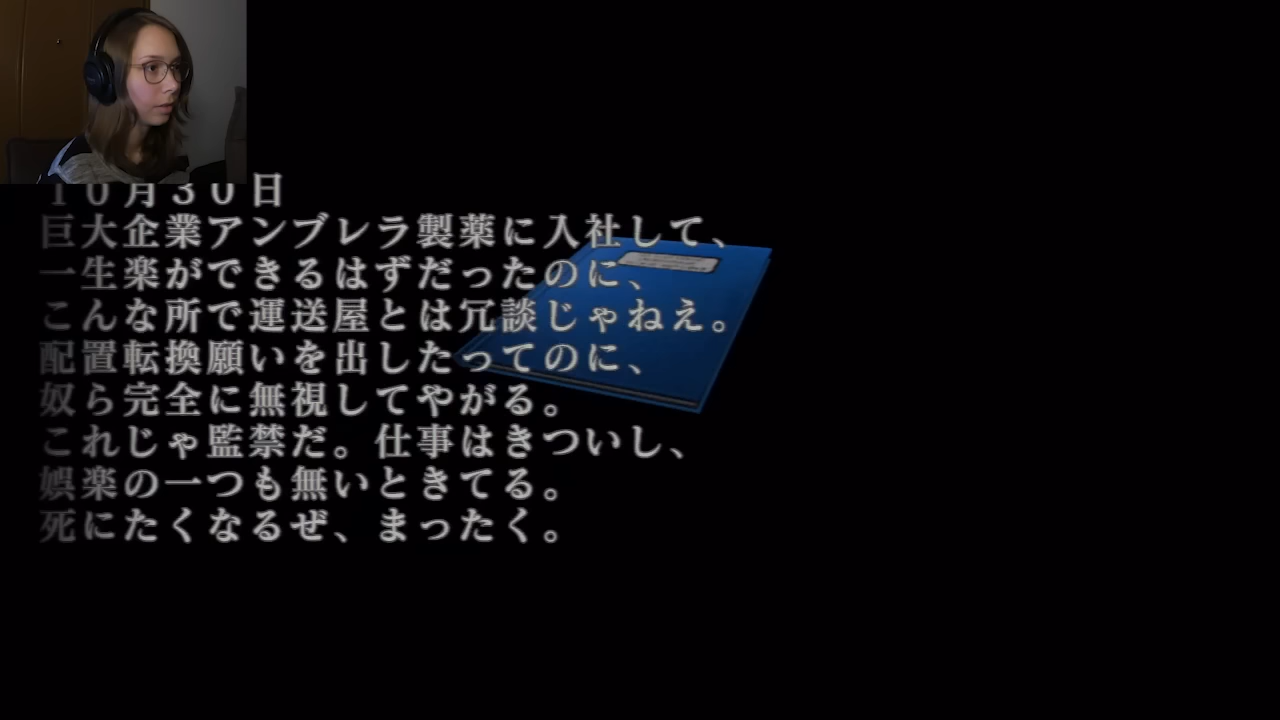 10月30日
巨大企業アンブレラ製薬に入社して、
一生楽ができるはずだったのに、
こんな所で運送屋とは冗談じゃねえ。
配置転換願いを出したってのに、
奴ら完全に無視してやがる。
これじゃ監禁だ。仕事はきついし、
娯楽の一つも無いときてる。
死にたくなるぜ、まったく。